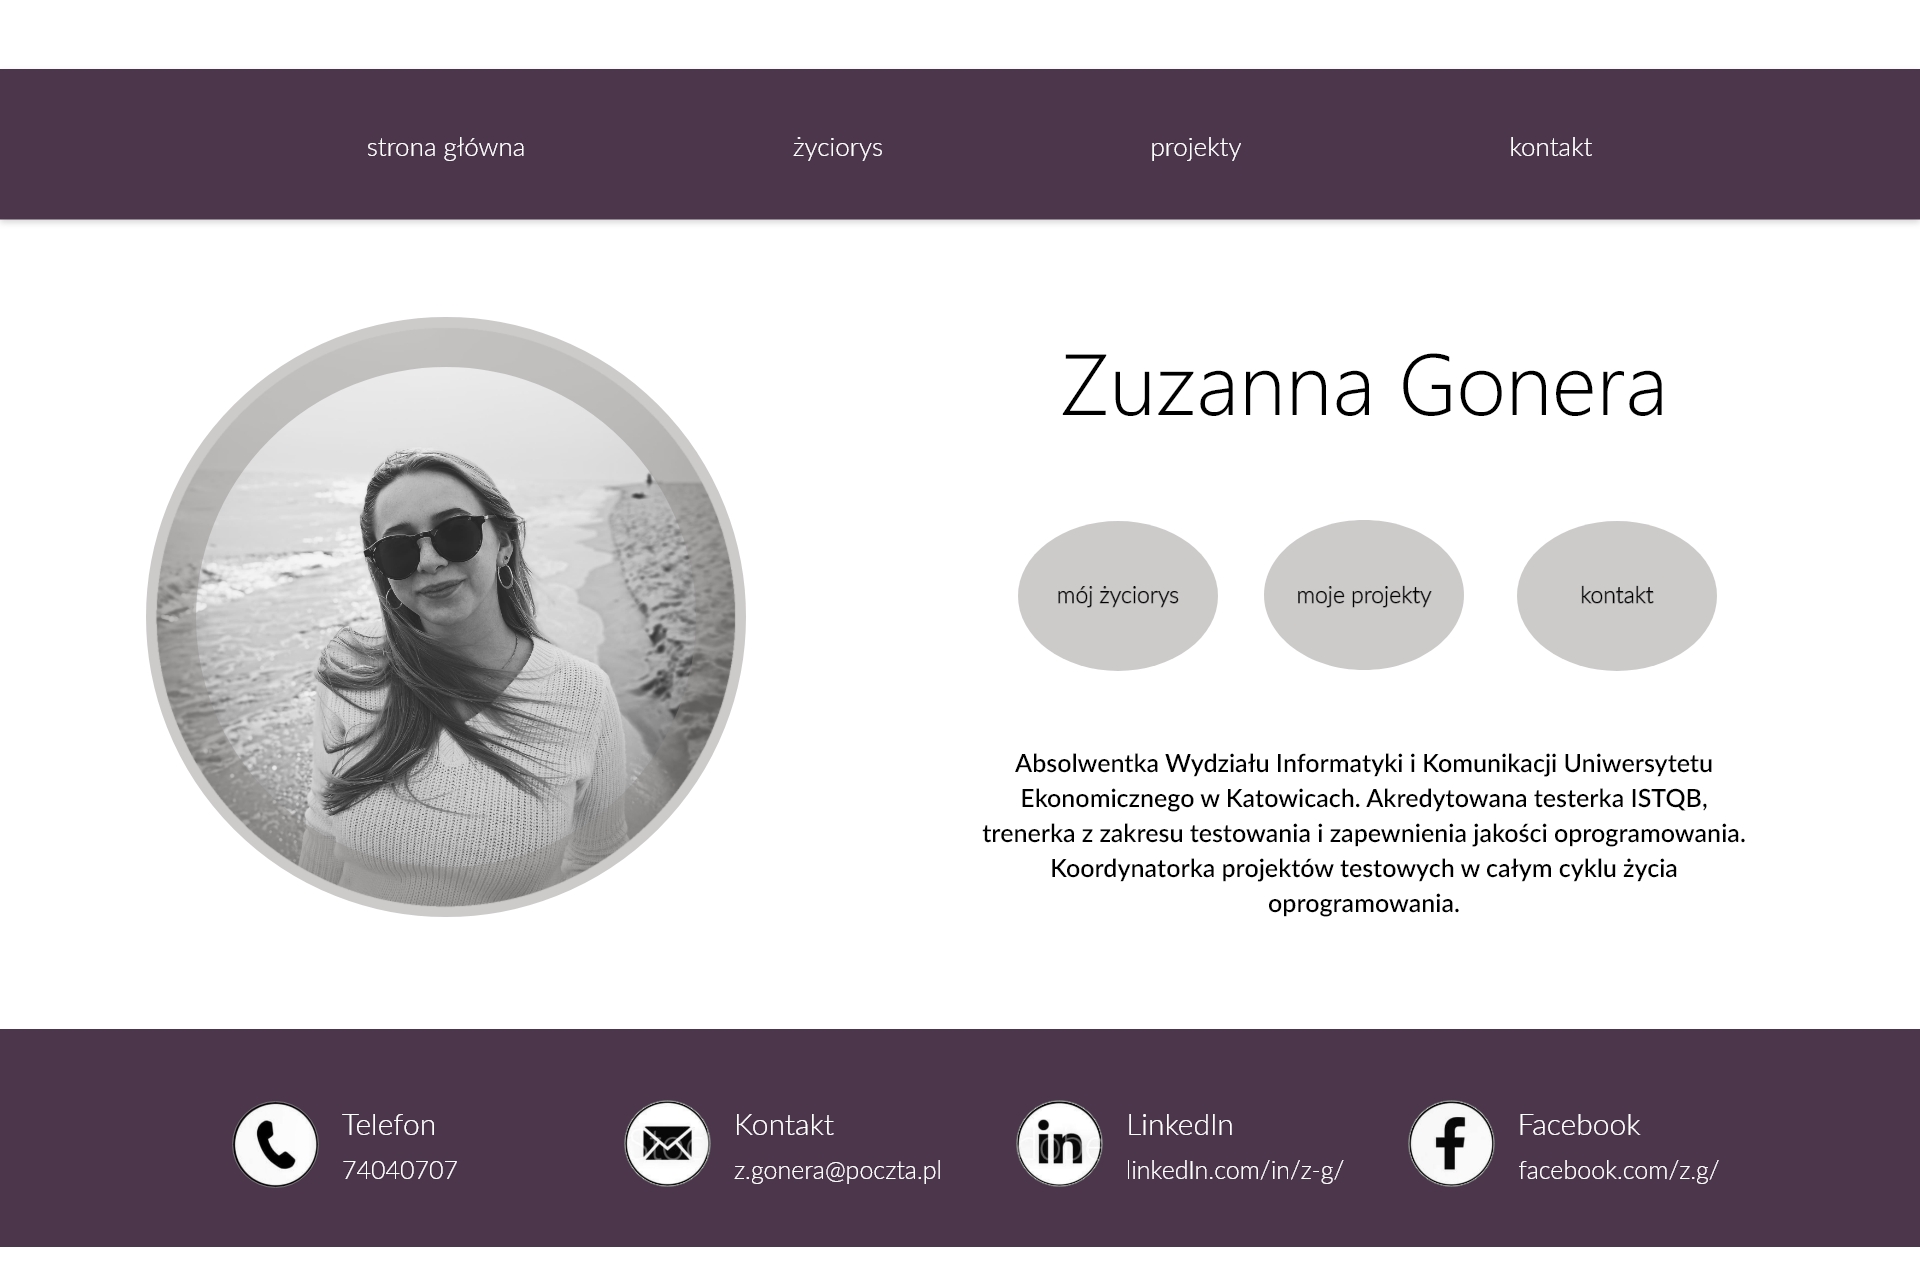 strona główna
życiorys
projekty
kontakt
Zuzanna Gonera
mój życiorys
moje projekty
kontakt
Absolwentka Wydziału Informatyki i Komunikacji Uniwersytetu
Ekonomicznego w Katowicach. Akredytowana testerka ISTQB,
trenerka z zakresu testowania i zapewnienia jakości oprogramowania.
Koordynatorka projektów testowych w całym cyklu życia
oprogramowania.
Telefon
74040707
Kontakt
z.gonera@poczta.pl
in
LinkedIn
linkedIn.com/in/z-g/
f
Facebook
facebook.com/z.g/